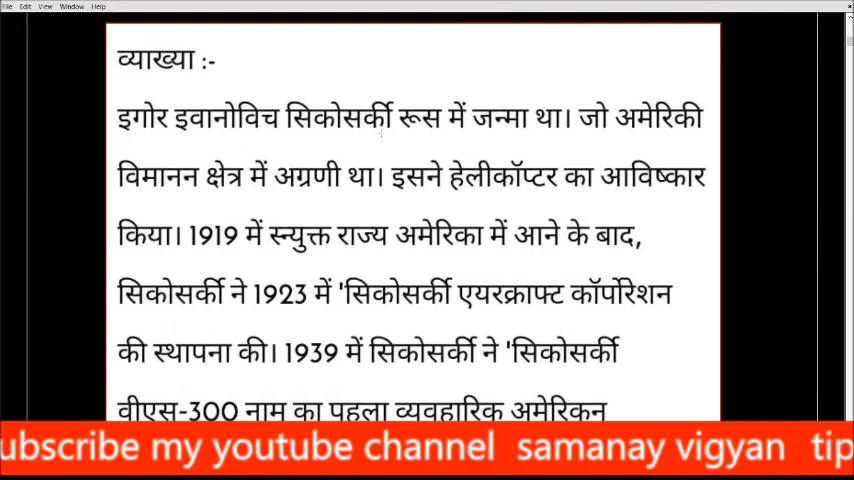 File Edit View Window Help
व्याख्या :-
इगोर इवानोविच सिकोसर्की रूस में जन्मा था। जो अमेरिकी
विमानन क्षेत्र में अग्रणी था। इसने हेलीकॉप्टर का आविष्कार
किया। 1919 में स्न्युक्त राज्य अमेरिका में आने के बाद,
सिकोसर्की ने 1923 में 'सिकोसर्की एयरक्राफ्ट कॉर्पोरेशन
की स्थापना की। 1939 में सिकोसर्की ने 'सिकोसर्की
वीएस-300 नाम का पहला व्यवहारिक अमेरिकन
ubscribe my youtube channel samanay vigyan tip